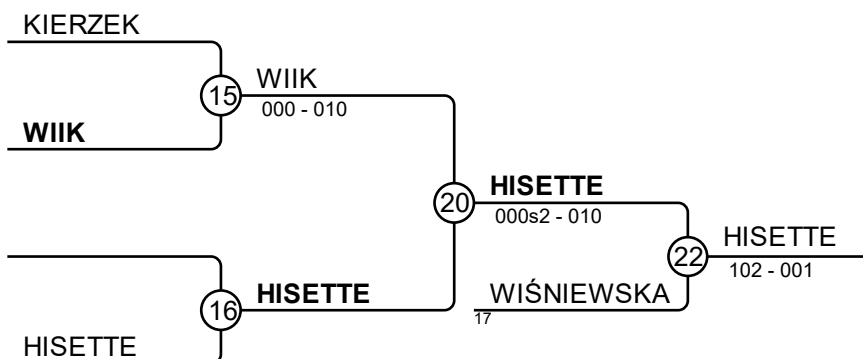 KIERZEK
15
WIIK
000 - 010
WIIK
20
HISETTE
000s2 - 010
22
HISETTE
102 - 001
16
HISETTE
WIŚNIEWSKA
17
HISETTE